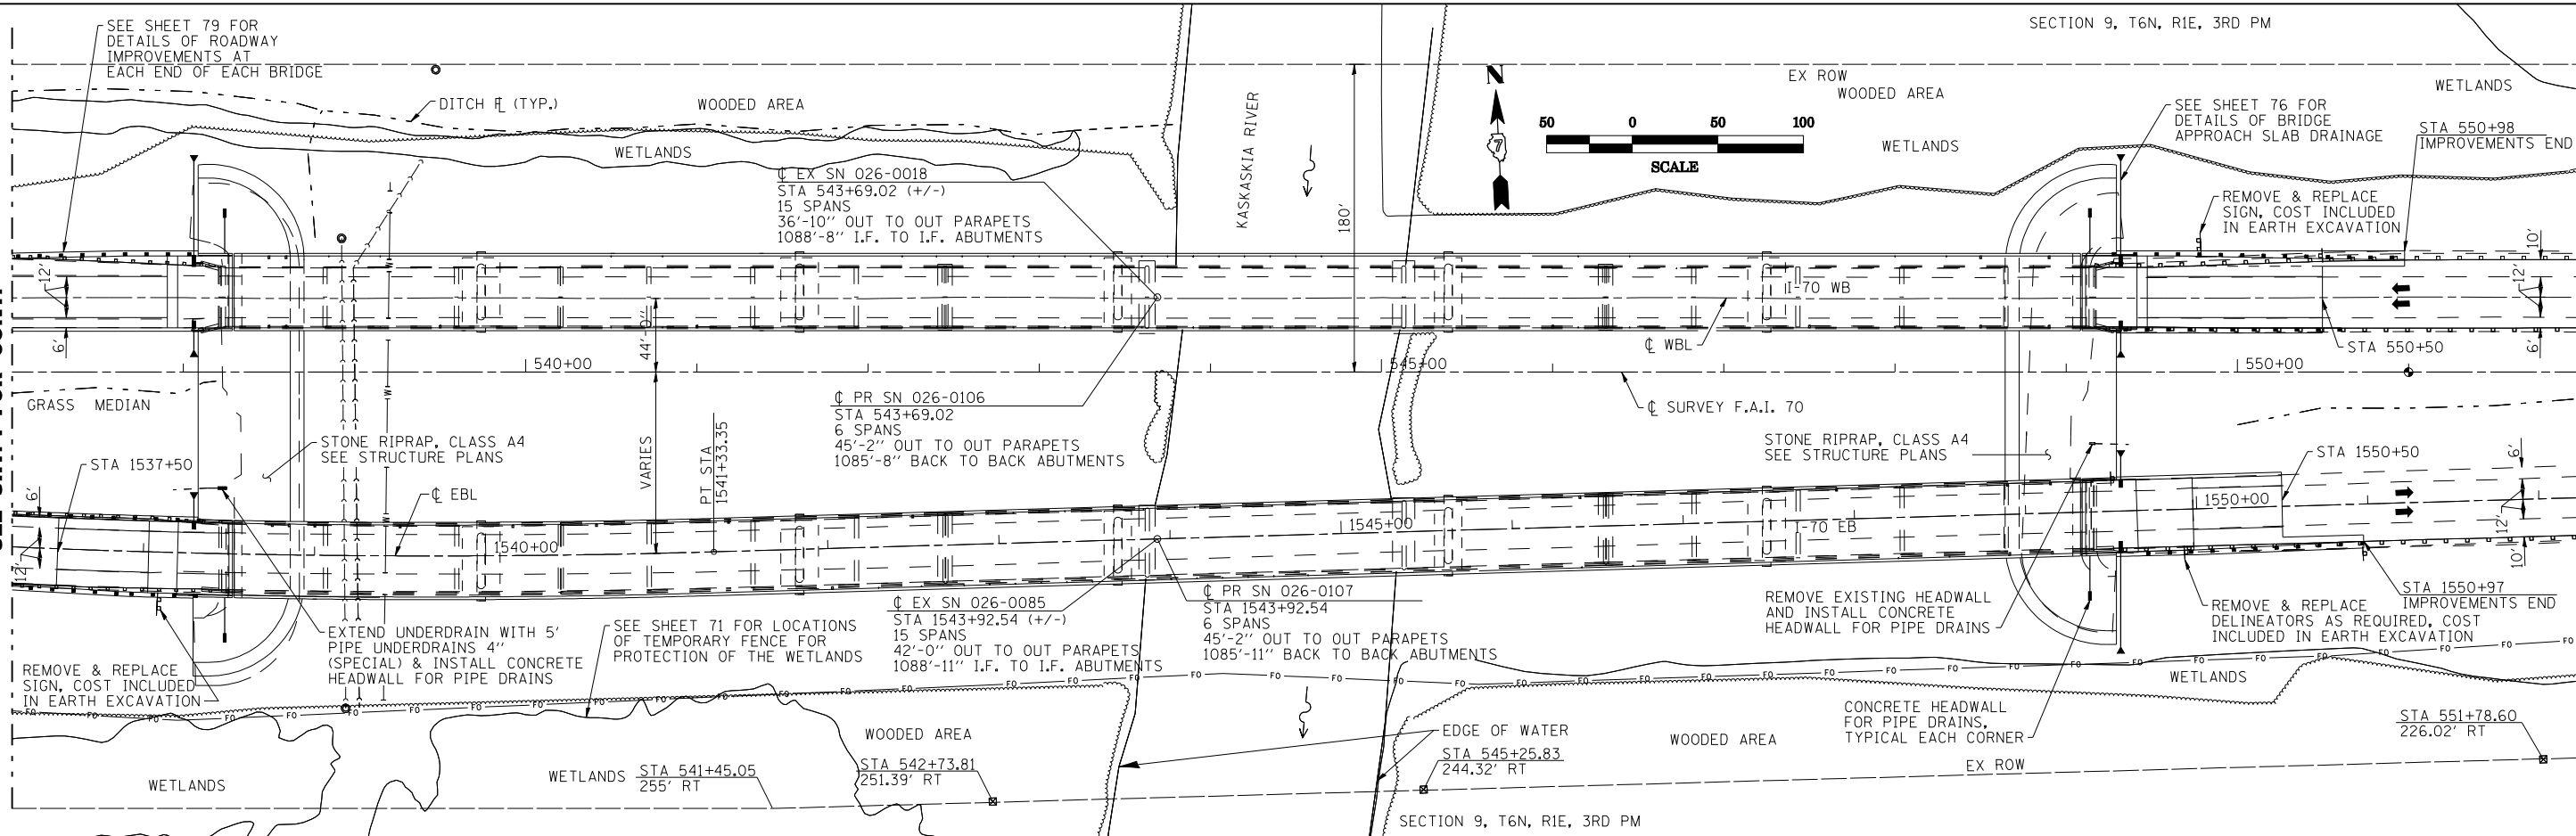 SEE SHEET 79 FOR
DETAILS OF ROADWAY
IMPROVEMENTS AT
EACH END OF EACH BRIDGE
DITCH ℄ (TYP.)
WOODED AREA
WETLANDS
℄ EX SN 026-0018
STA 543+69.02 (+/-)
15 SPANS
36'-10'' OUT TO OUT PARAPETS
1088'-8'' I.F. TO I.F. ABUTMENTS
KASKASKIA RIVER
180'
N
7
50 0 50 100
SCALE
SECTION 9, T6N, R1E, 3RD PM
EX ROW
WOODED AREA
WETLANDS
WETLANDS
SEE SHEET 76 FOR
DETAILS OF BRIDGE
APPROACH SLAB DRAINAGE
STA 550+98
IMPROVEMENTS END
REMOVE & REPLACE
SIGN, COST INCLUDED
IN EARTH EXCAVATION
12'
6'
44'-0''
I-70 WB
℄ WBL
10'
12'
6'
STA 550+50
540+00
545+00
550+00
GRASS MEDIAN
℄ PR SN 026-0106
STA 543+69.02
6 SPANS
45'-2'' OUT TO OUT PARAPETS
1085'-8'' BACK TO BACK ABUTMENTS
℄ SURVEY F.A.I. 70
STONE RIPRAP, CLASS A4
SEE STRUCTURE PLANS
STA 1537+50
℄ EBL
VARIES
PT STA
1541+33.35
STONE RIPRAP, CLASS A4
SEE STRUCTURE PLANS
STA 1550+50
6'
12'
1540+00
1545+00
1550+00
I-70 EB
6'
12'
10'
℄ EX SN 026-0085
STA 1543+92.54 (+/-)
15 SPANS
42'-0'' OUT TO OUT PARAPETS
1088'-11'' I.F. TO I.F. ABUTMENTS
℄ PR SN 026-0107
STA 1543+92.54
6 SPANS
45'-2'' OUT TO OUT PARAPETS
1085'-11'' BACK TO BACK ABUTMENTS
REMOVE EXISTING HEADWALL
AND INSTALL CONCRETE
HEADWALL FOR PIPE DRAINS
STA 1550+97
IMPROVEMENTS END
REMOVE & REPLACE
DELINEATORS AS REQUIRED, COST
INCLUDED IN EARTH EXCAVATION
EXTEND UNDERDRAIN WITH 5'
PIPE UNDERDRAINS 4''
(SPECIAL) & INSTALL CONCRETE
HEADWALL FOR PIPE DRAINS
SEE SHEET 71 FOR LOCATIONS
OF TEMPORARY FENCE FOR
PROTECTION OF THE WETLANDS
REMOVE & REPLACE
SIGN, COST INCLUDED
IN EARTH EXCAVATION
WETLANDS
CONCRETE HEADWALL
FOR PIPE DRAINS,
TYPICAL EACH CORNER
STA 551+78.60
226.02' RT
WOODED AREA
EDGE OF WATER
WOODED AREA
STA 545+25.83
244.32' RT
EX ROW
WETLANDS
WETLANDS
STA 541+45.05
255' RT
STA 542+73.81
251.39' RT
SECTION 9, T6N, R1E, 3RD PM